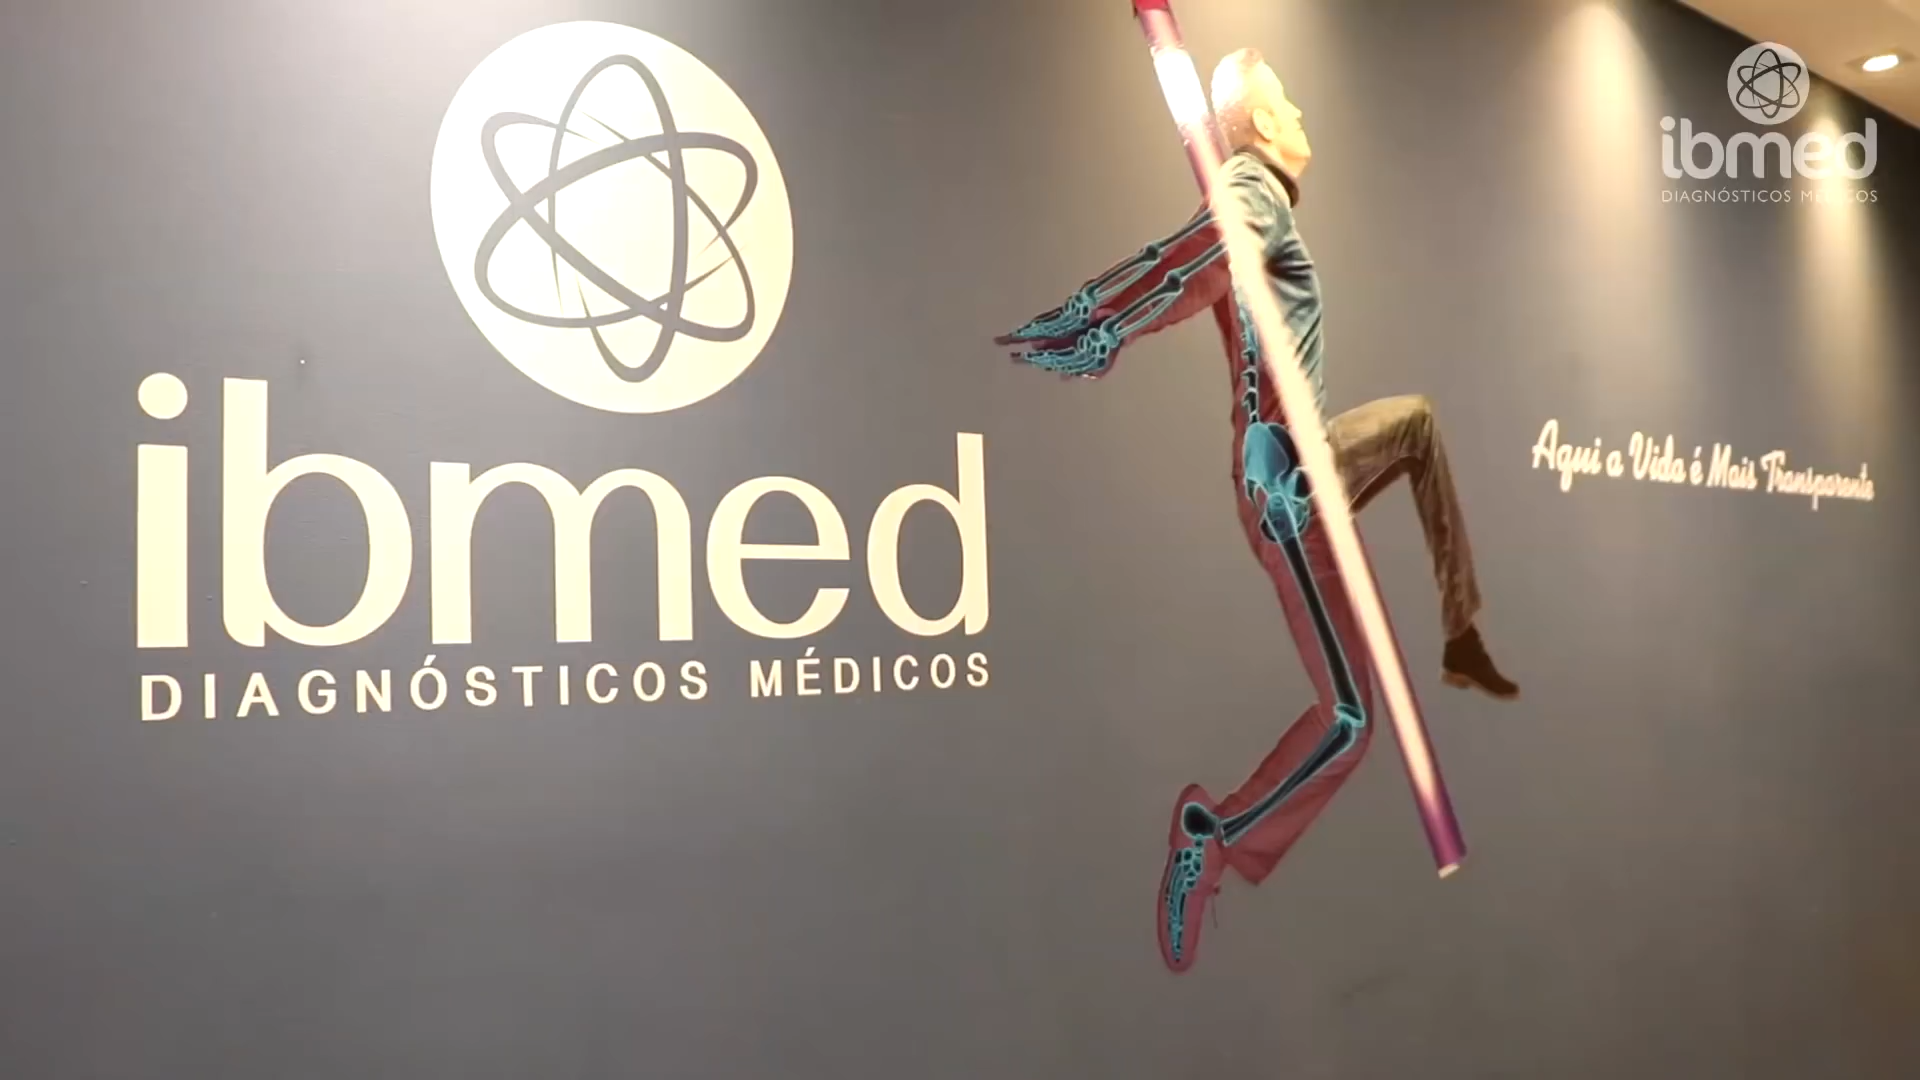 ibmed
DIAGNÓSTICOS MÉDICOS
Aqui a Vida é Mais Transparente
ibmed
DIAGNÓSTICOS MÉDICOS